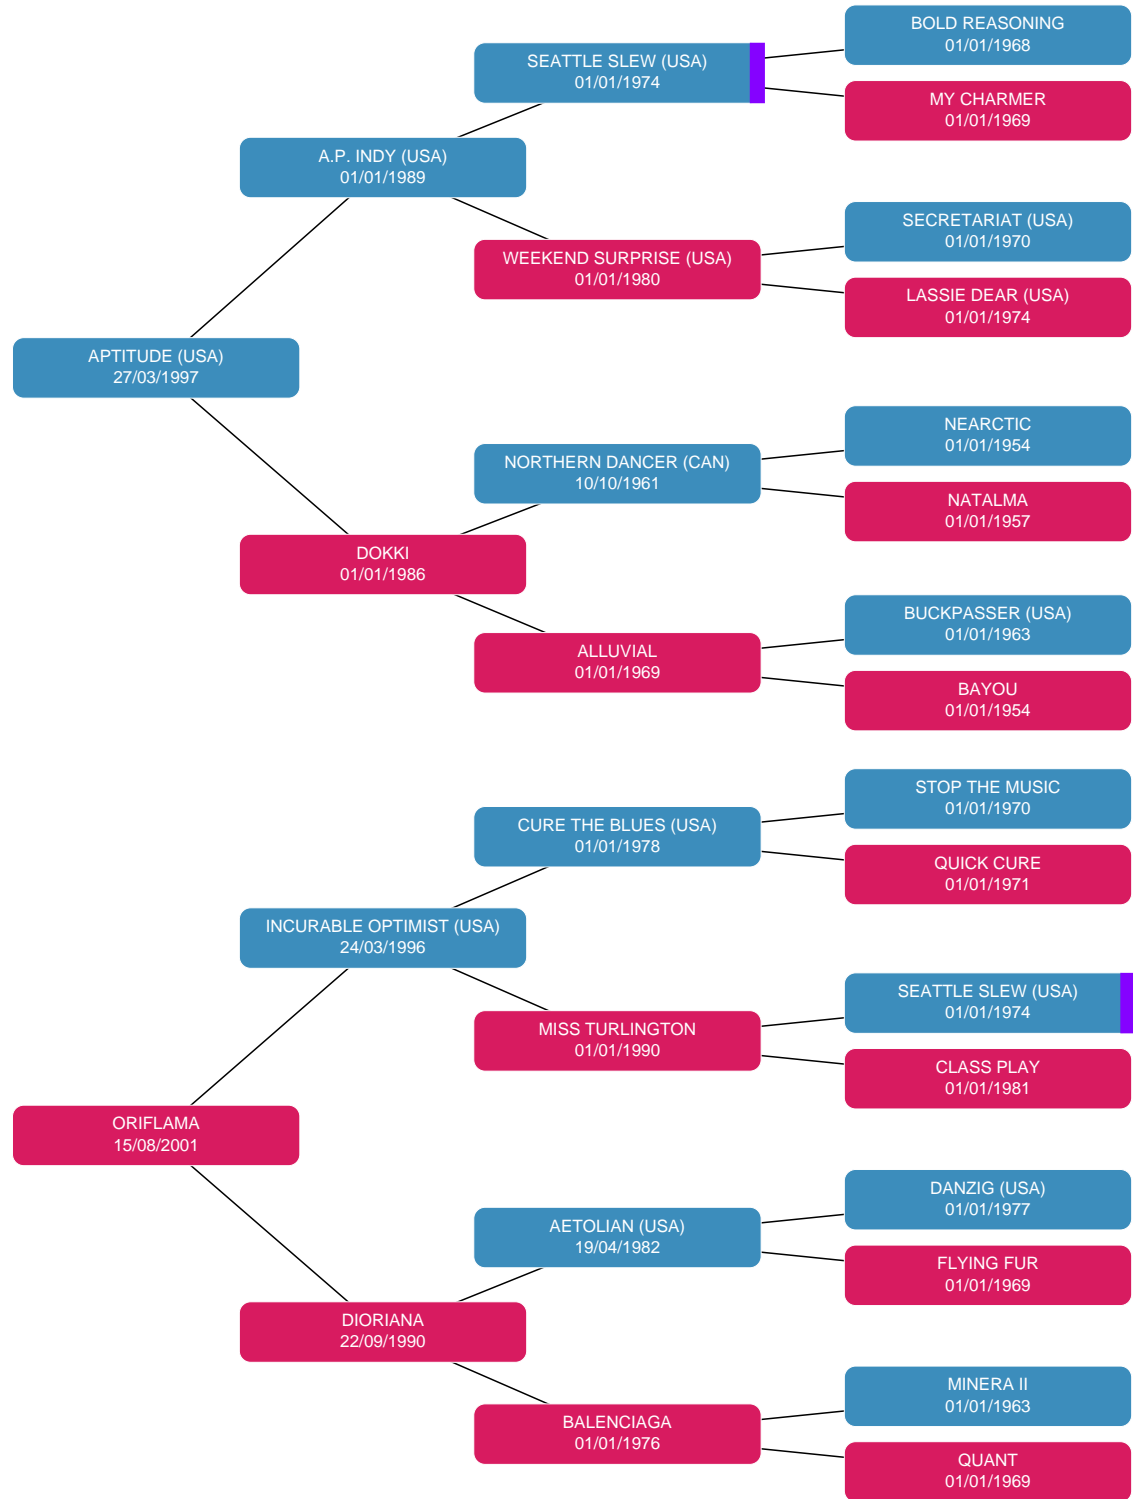 BOLD REASONING
01/01/1968
SEATTLE SLEW (USA)
01/01/1974
MY CHARMER
01/01/1969
A.P. INDY (USA)
01/01/1989
SECRETARIAT (USA)
01/01/1970
WEEKEND SURPRISE (USA)
01/01/1980
LASSIE DEAR (USA)
01/01/1974
APTITUDE (USA)
27/03/1997
NEARCTIC
01/01/1954
NORTHERN DANCER (CAN)
10/10/1961
NATALMA
01/01/1957
DOKKI
01/01/1986
BUCKPASSER (USA)
01/01/1963
ALLUVIAL
01/01/1969
BAYOU
01/01/1954
STOP THE MUSIC
01/01/1970
CURE THE BLUES (USA)
01/01/1978
QUICK CURE
01/01/1971
INCURABLE OPTIMIST (USA)
24/03/1996
SEATTLE SLEW (USA)
01/01/1974
MISS TURLINGTON
01/01/1990
CLASS PLAY
01/01/1981
ORIFLAMA
15/08/2001
DANZIG (USA)
01/01/1977
AETOLIAN (USA)
19/04/1982
FLYING FUR
01/01/1969
DIORIANA
22/09/1990
MINERA II
01/01/1963
BALENCIAGA
01/01/1976
QUANT
01/01/1969